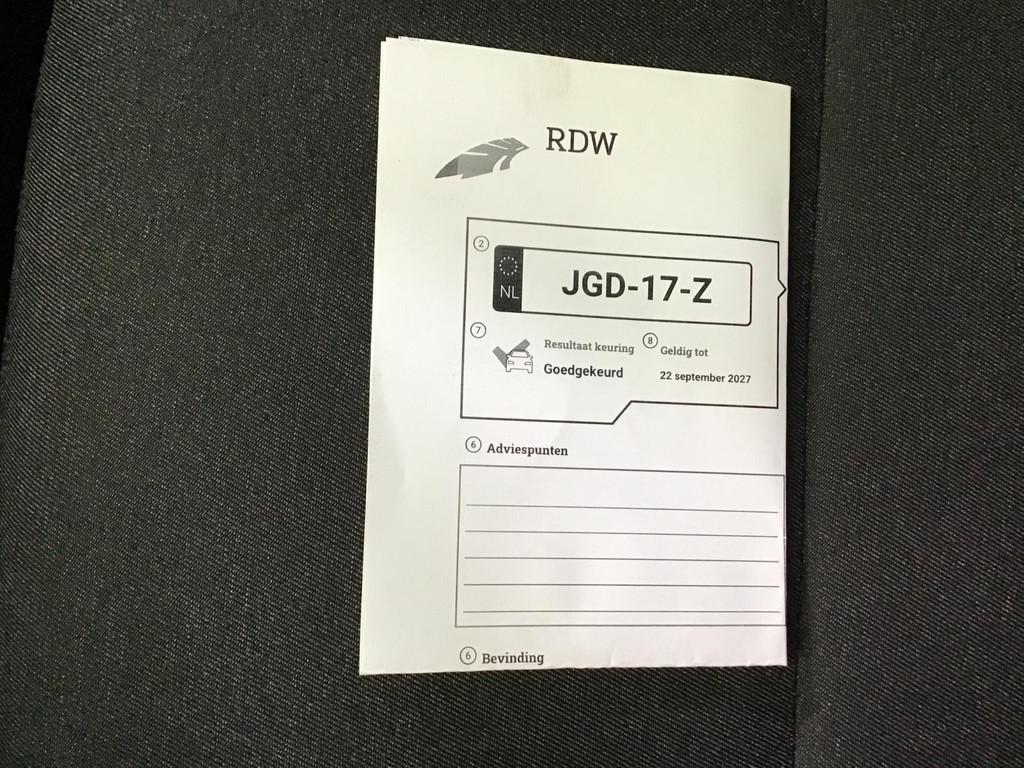 RDW
2
NL JGD-17-Z
7 Resultaat keuring 8 Geldig tot
Goedgekeurd 22 september 2027
6 Adviespunten
6 Bevinding